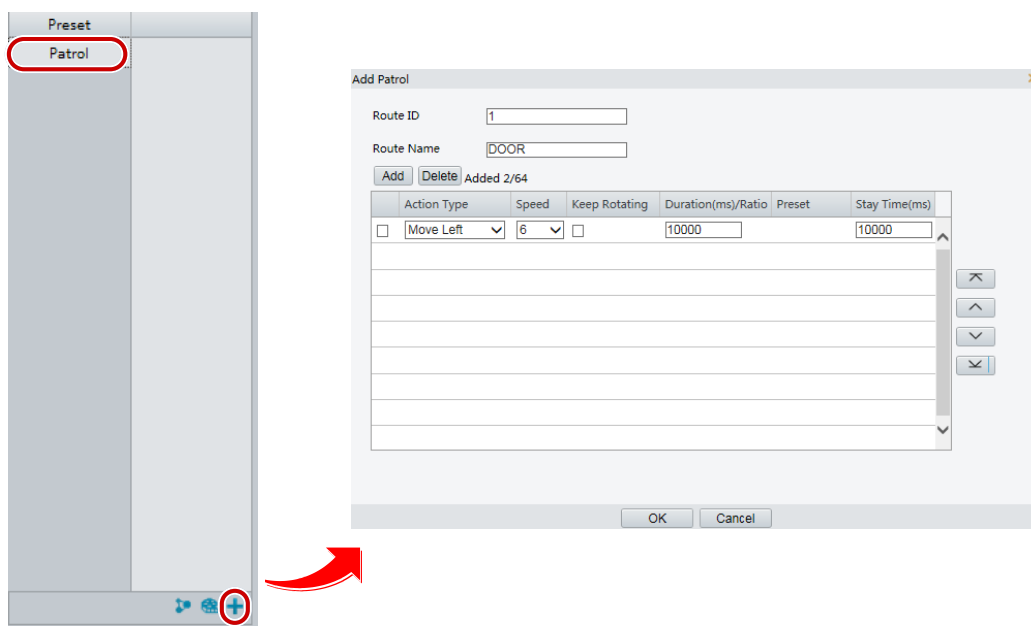 Preset
Patrol
Add Patrol
Route ID 1
Route Name DOOR
Add Delete Added 2/64
Action Type Speed Keep Rotating Duration(ms)/Ratio Preset Stay Time(ms)
Move Left 6 10000 10000
OK Cancel